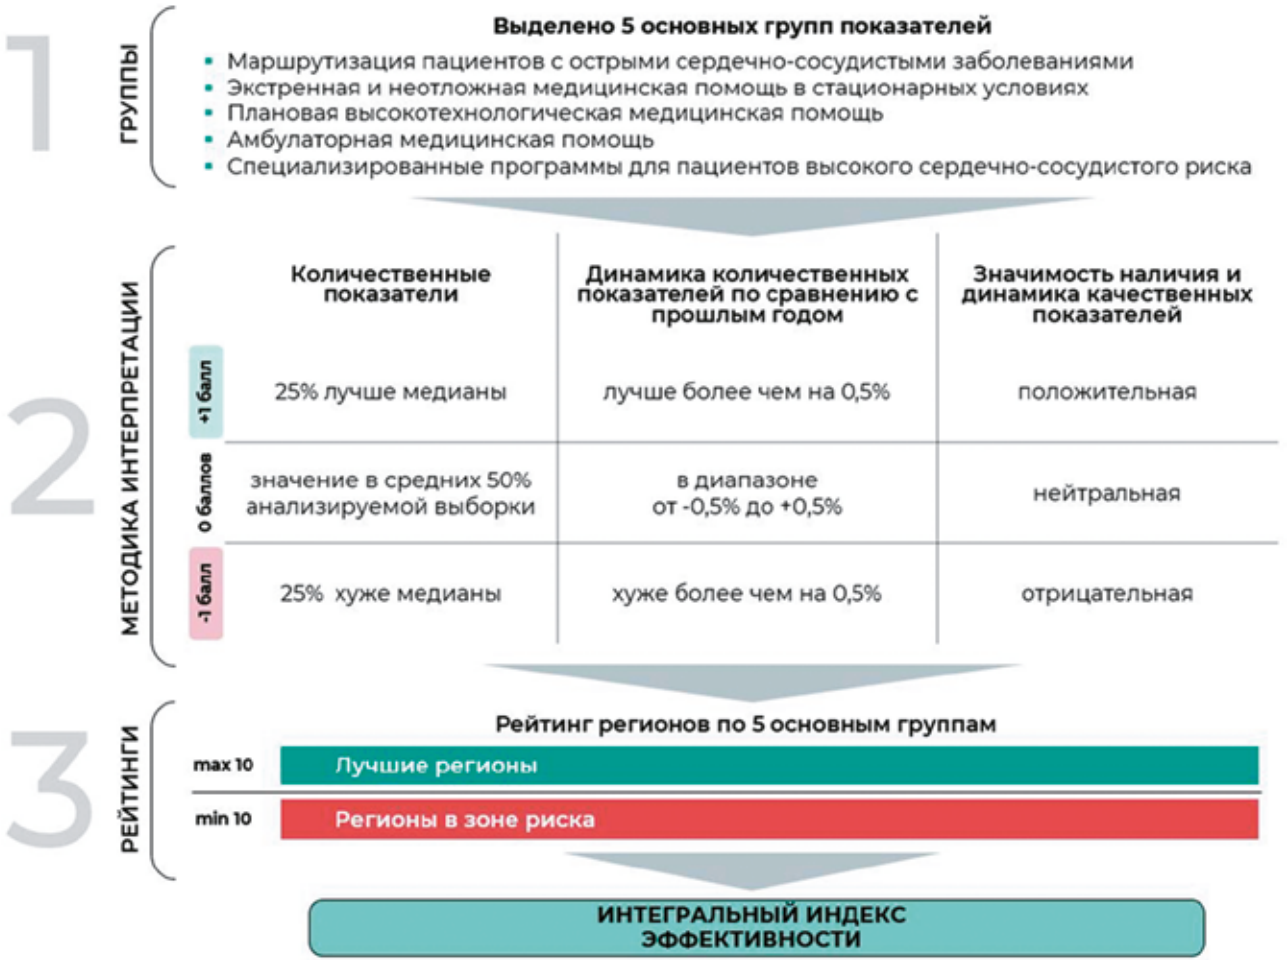 1
ГРУППЫ
Выделено 5 основных групп показателей
▪ Маршрутизация пациентов с острыми сердечно-сосудистыми заболеваниями
▪ Экстренная и неотложная медицинская помощь в стационарных условиях
▪ Плановая высокотехнологическая медицинская помощь
▪ Амбулаторная медицинская помощь
▪ Специализированные программы для пациентов высокого сердечно-сосудистого риска
2
МЕТОДИКА ИНТЕРПРЕТАЦИИ
Количественные
показатели
Динамика количественных
показателей по сравнению с
прошлым годом
Значимость наличия и
динамика качественных
показателей
+1 балл
25% лучше медианы
лучше более чем на 0,5%
положительная
0 баллов
значение в средних 50%
анализируемой выборки
в диапазоне
от -0,5% до +0,5%
нейтральная
-1 балл
25% хуже медианы
хуже более чем на 0,5%
отрицательная
3
РЕЙТИНГИ
Рейтинг регионов по 5 основным группам
max 10
Лучшие регионы
min 10
Регионы в зоне риска
ИНТЕГРАЛЬНЫЙ ИНДЕКС
ЭФФЕКТИВНОСТИ